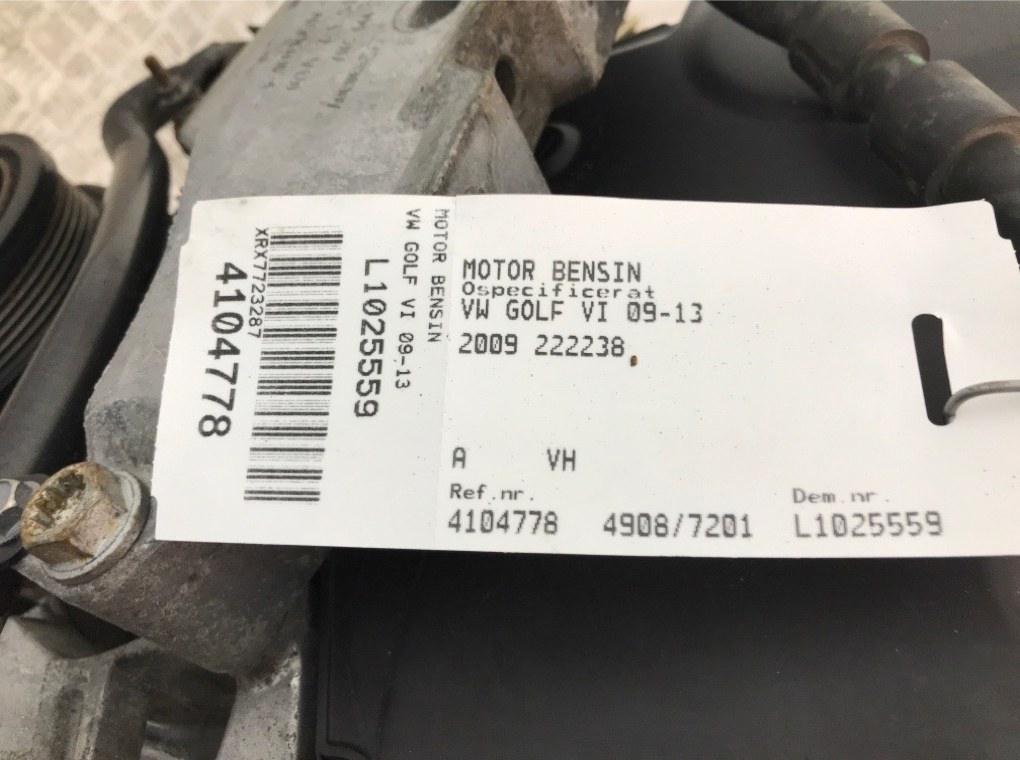 MOTOR BENSIN
Ospecificerat
VW GOLF VI 09-13
2009 222238
A VH
Ref.nr. Dem.nr.
4104778 4908/7201 L1025559
MOTOR BENSIN
VW GOLF VI 09-13
L1025559
XRX7723287
4104778